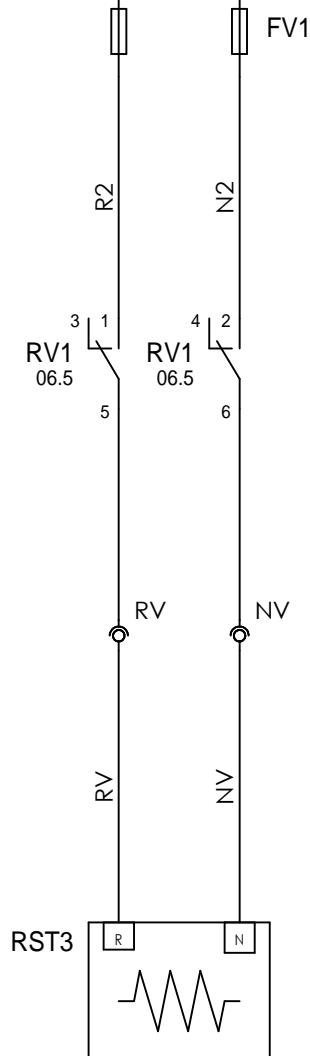 FV1
R2 N2
3 1 4 2
RV1 RV1
06.5 06.5
5 6
RV NV
RV NV
RST3 R N